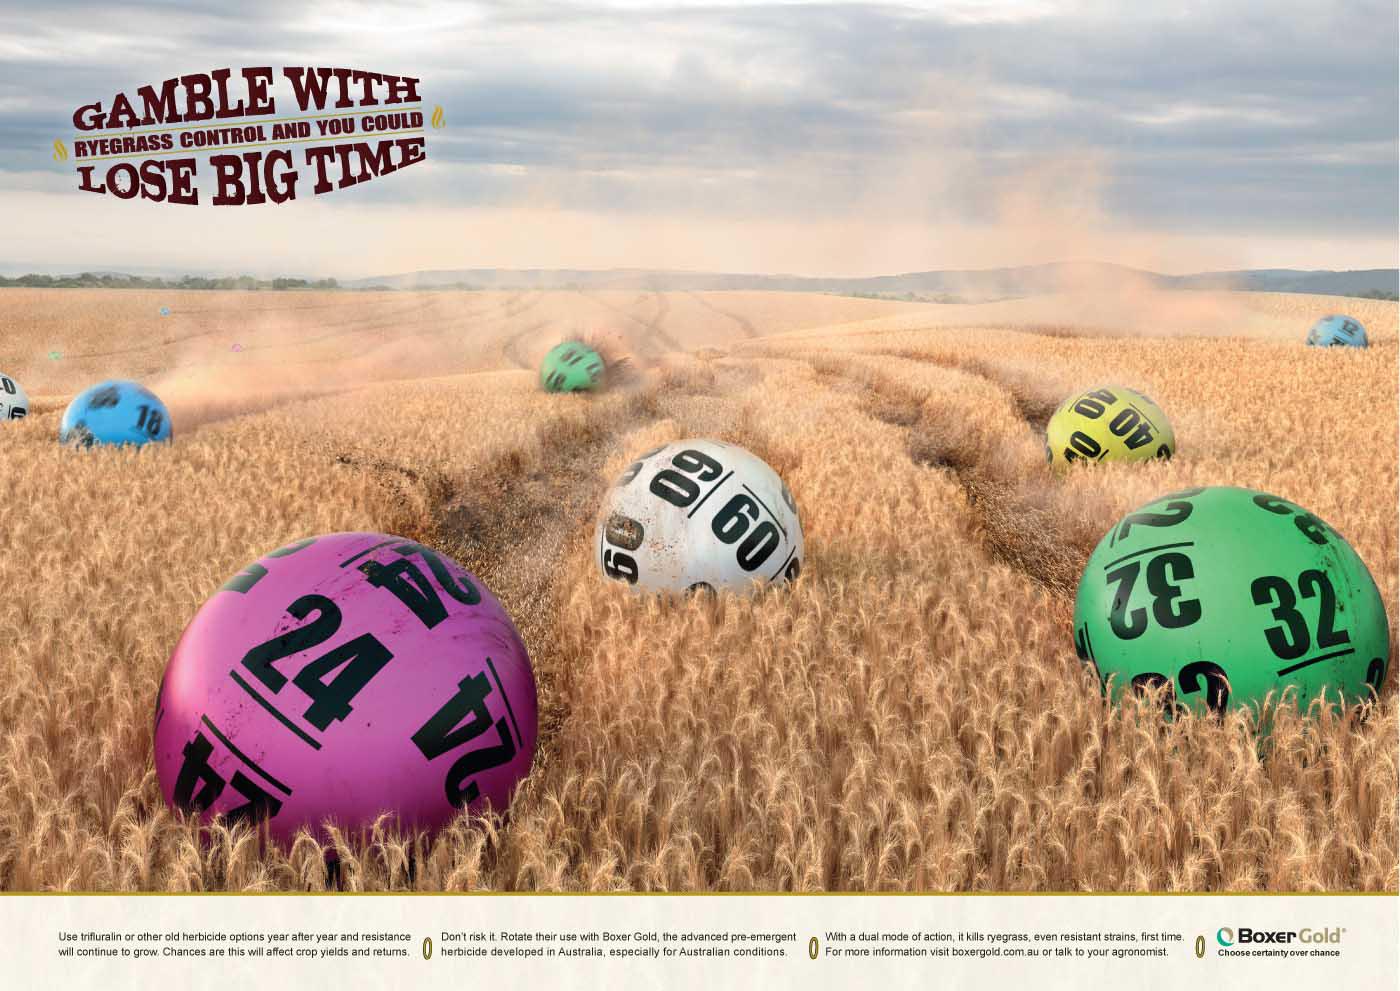 GAMBLE WITH
RYEGRASS CONTROL AND YOU COULD
LOSE BIG TIME
18
12
40
40
60
60
60
24
24
24
24
32
32
32
Use trifluralin or other old herbicide options year after year and resistance
will continue to grow. Chances are this will affect crop yields and returns.
Don't risk it. Rotate their use with Boxer Gold, the advanced pre-emergent
herbicide developed in Australia, especially for Australian conditions.
With a dual mode of action, it kills ryegrass, even resistant strains, first time.
For more information visit boxergold.com.au or talk to your agronomist.
Boxer Gold®
Choose certainty over chance